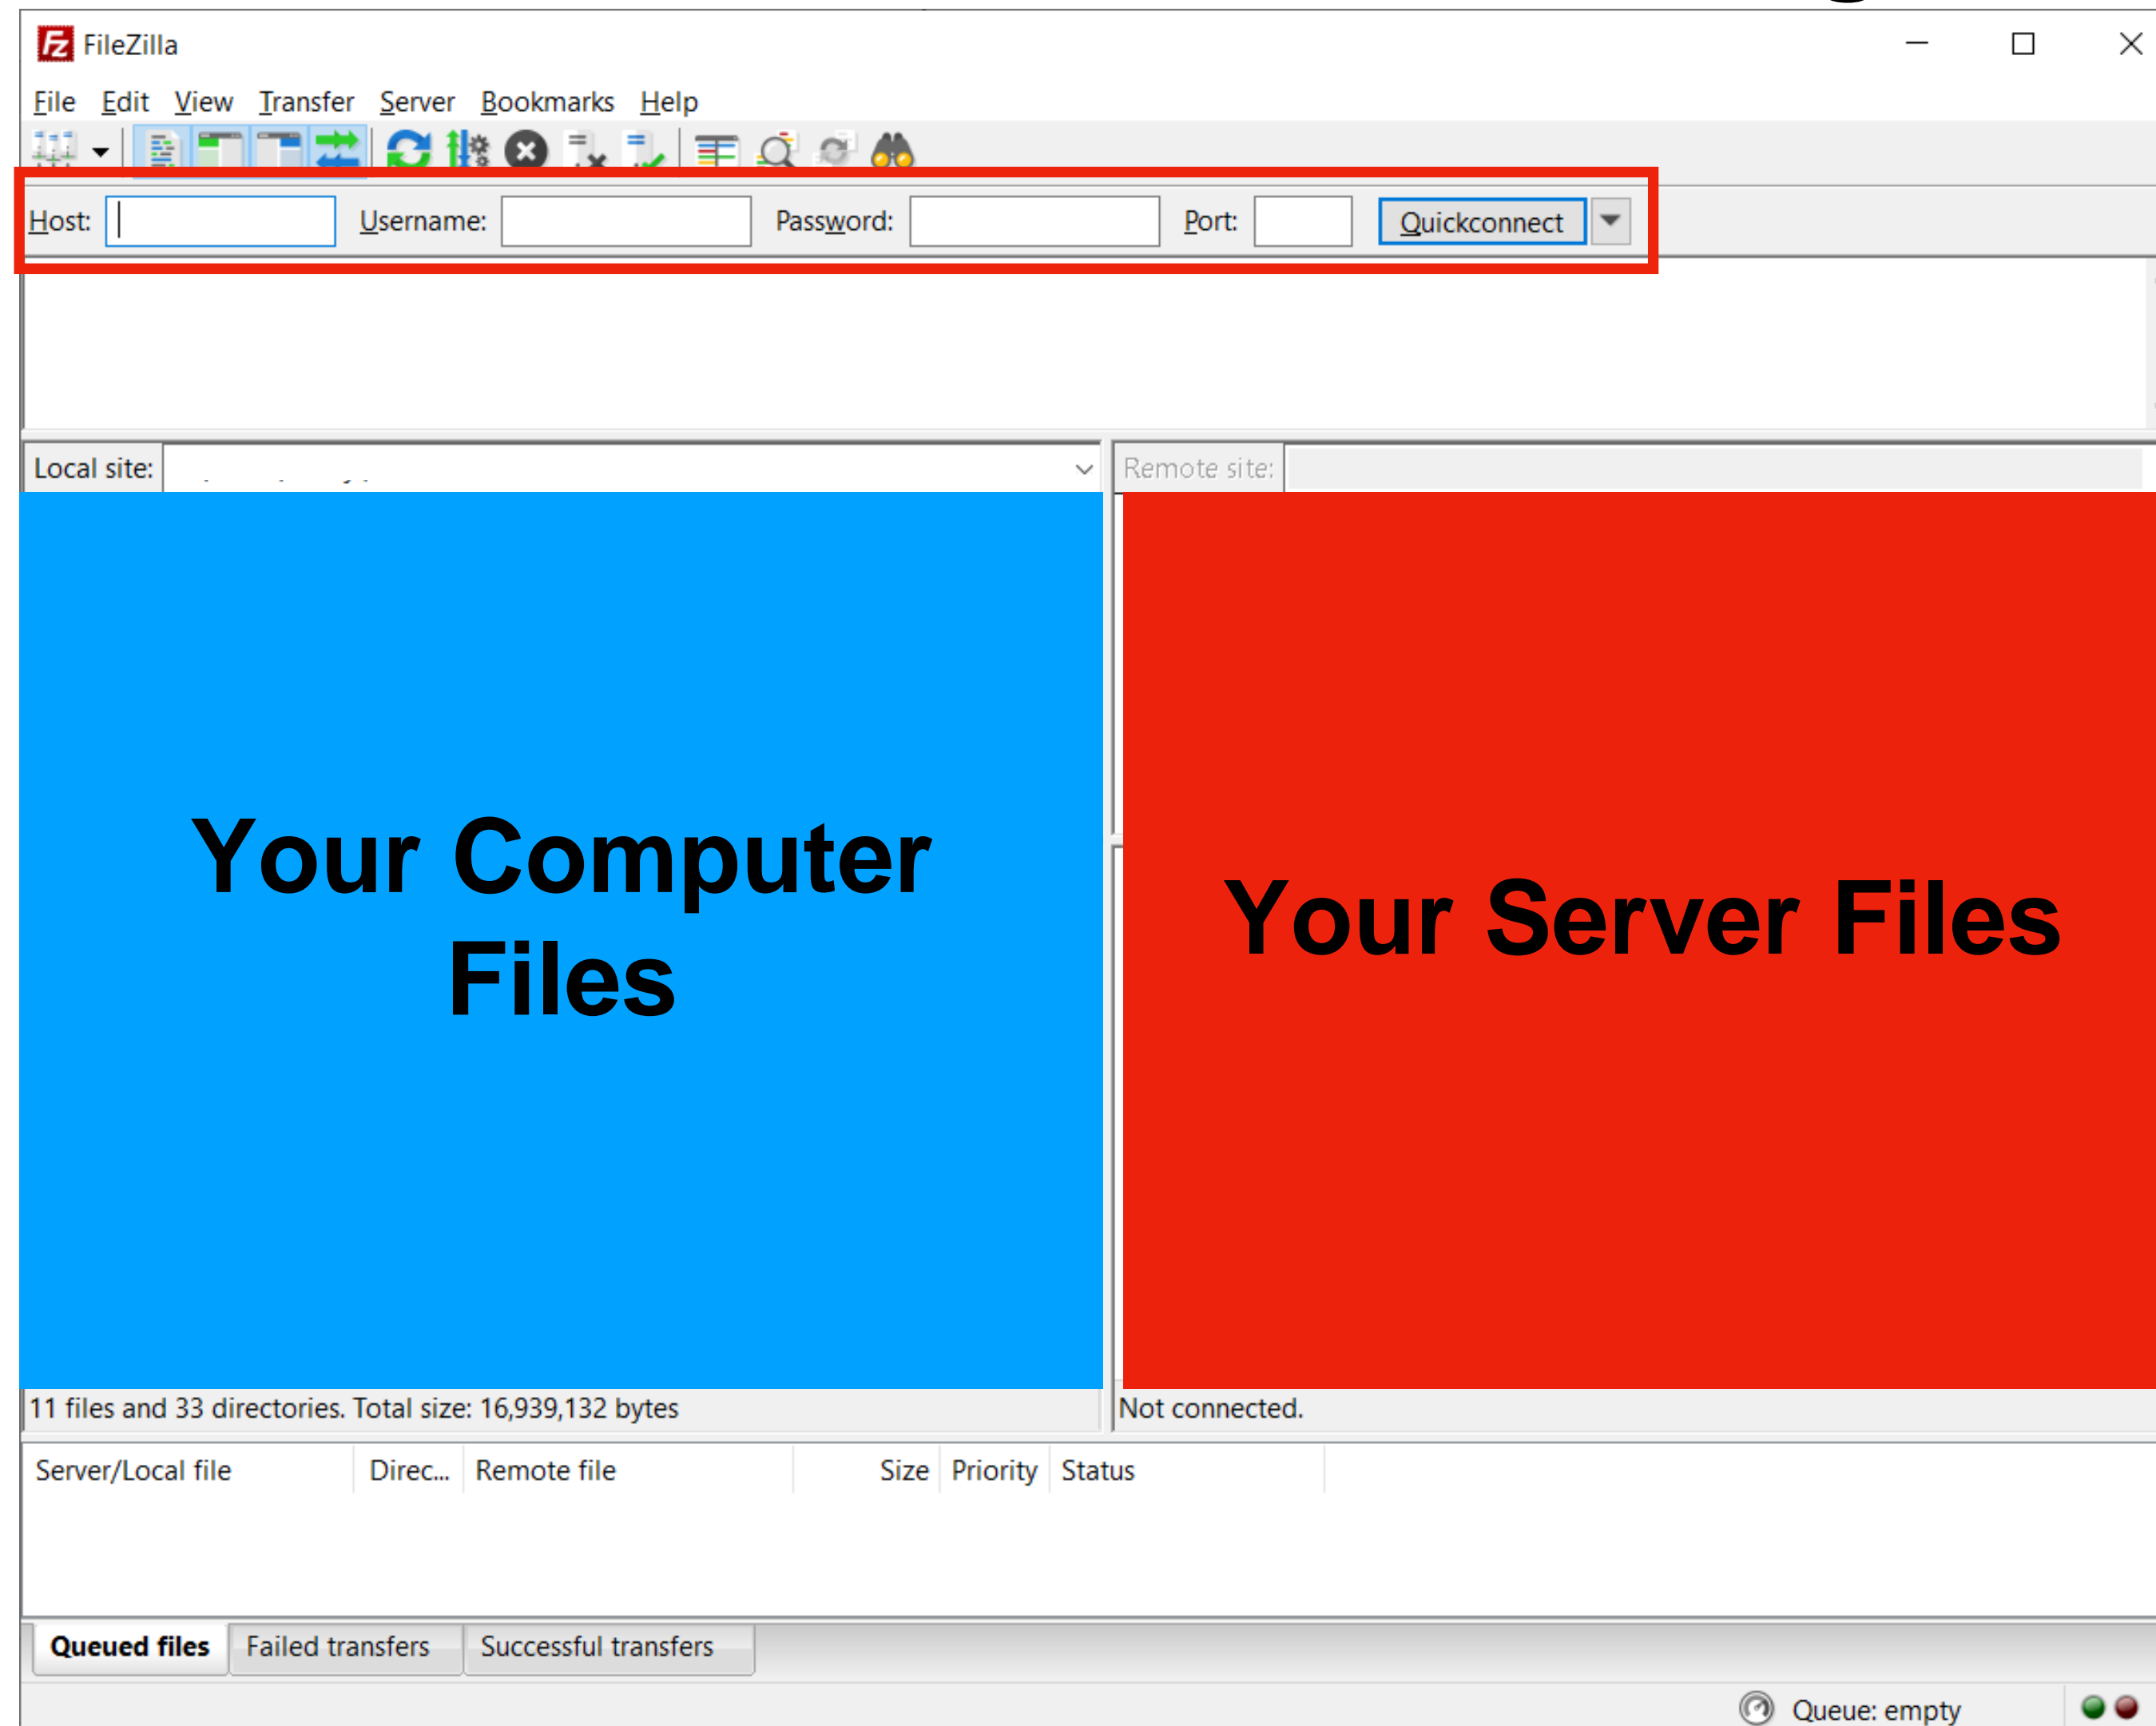 FileZilla
File Edit View Transfer Server Bookmarks Help
Host: Username: Password: Port: Quickconnect
Local site: Remote site:
Your Computer
Files
Your Server Files
11 files and 33 directories. Total size: 16,939,132 bytes
Not connected.
Server/Local file Direc... Remote file Size Priority Status
Queued files Failed transfers Successful transfers
Queue: empty